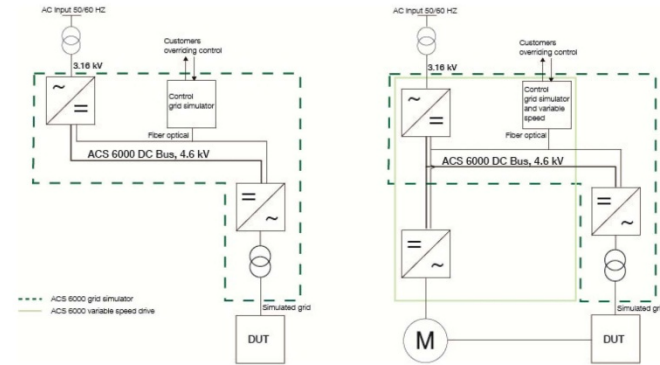 AC Input 50/60 HZ
3.16 kV
Customers
overriding control
Control
grid simulator
Fiber optical
ACS 6000 DC Bus, 4.6 kV
Simulated grid
DUT
ACS 6000 grid simulator
ACS 6000 variable speed drive
AC Input 50/60 HZ
3.16 kV
Customers
overriding control
Control
grid simulator
and variable
speed
Fiber optical
ACS 6000 DC Bus, 4.6 kV
Simulated gri
M
DUT